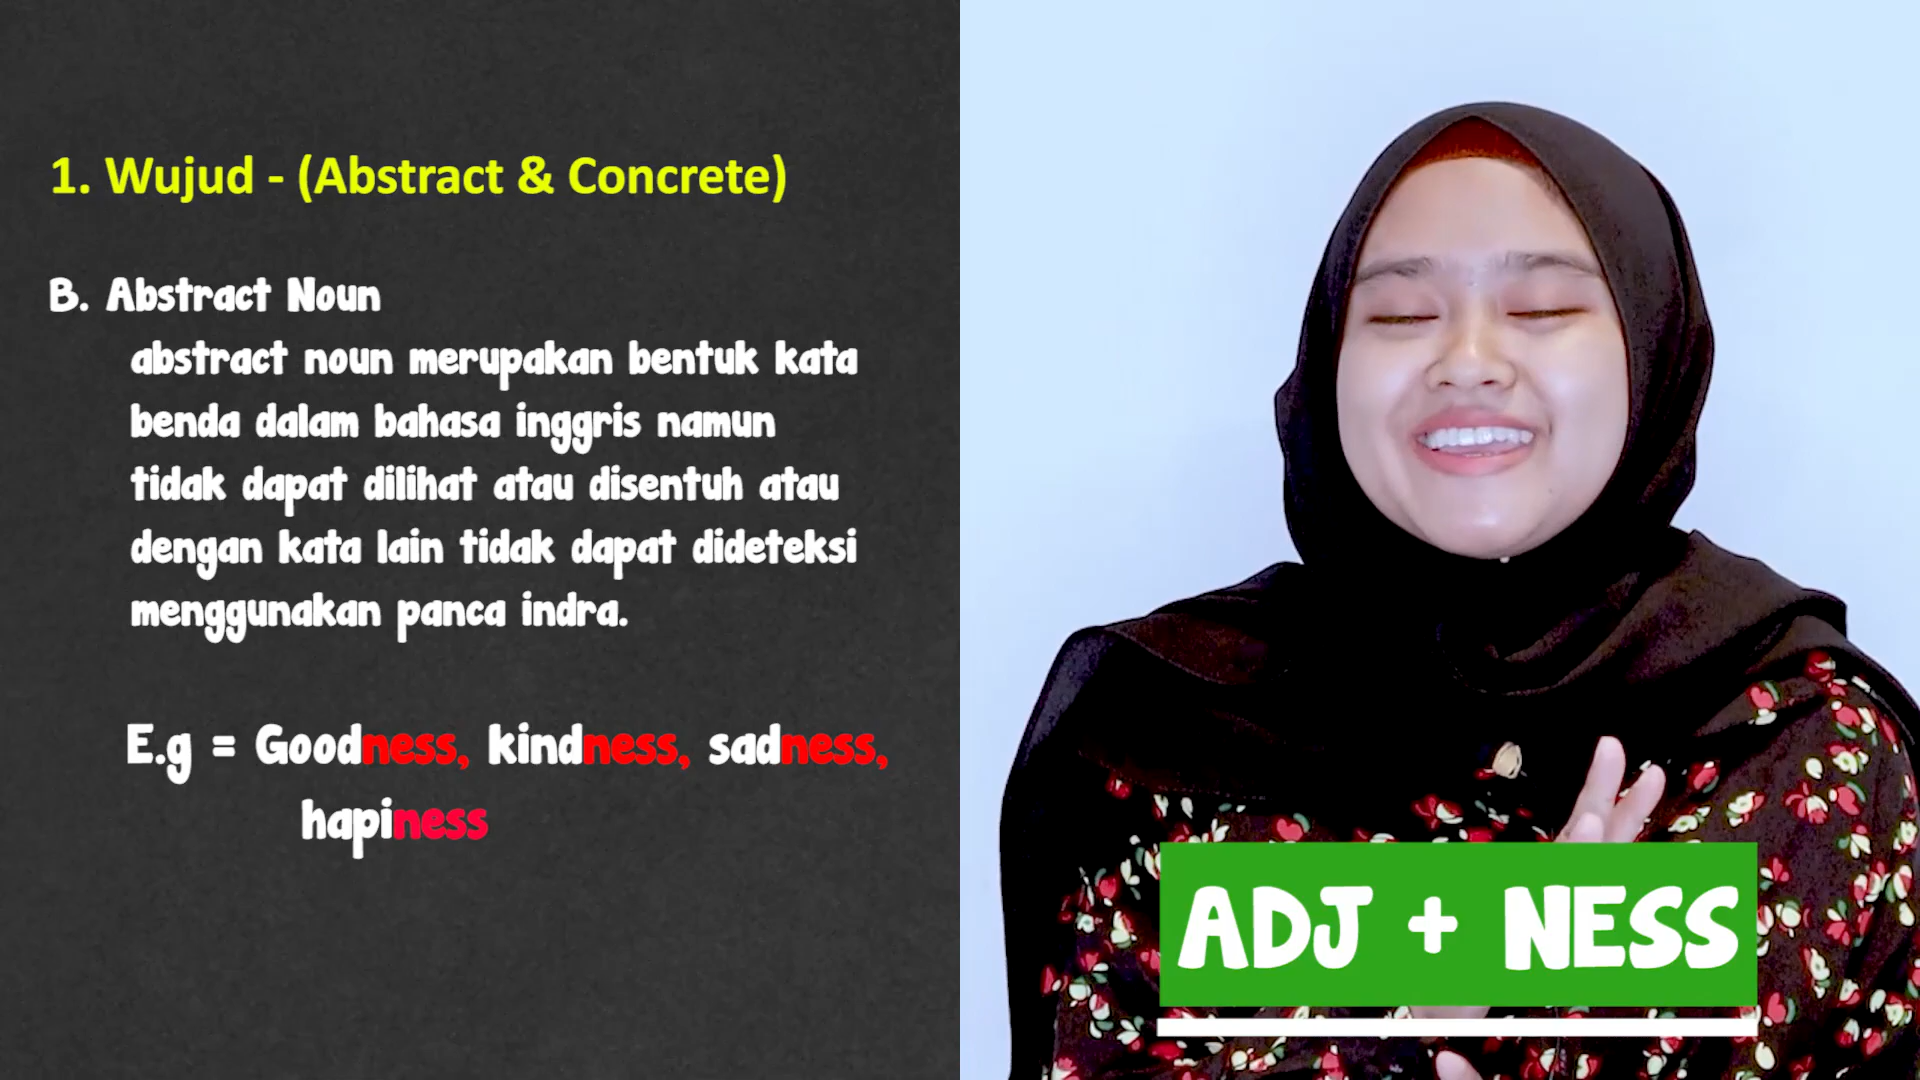 1. Wujud - (Abstract & Concrete)
B. Abstract Noun
abstract noun merupakan bentuk kata
benda dalam bahasa inggris namun
tidak dapat dilihat atau disentuh atau
dengan kata lain tidak dapat dideteksi
menggunakan panca indra.
E.g = Goodness, kindness, sadness,
hapiness
ADJ + NESS